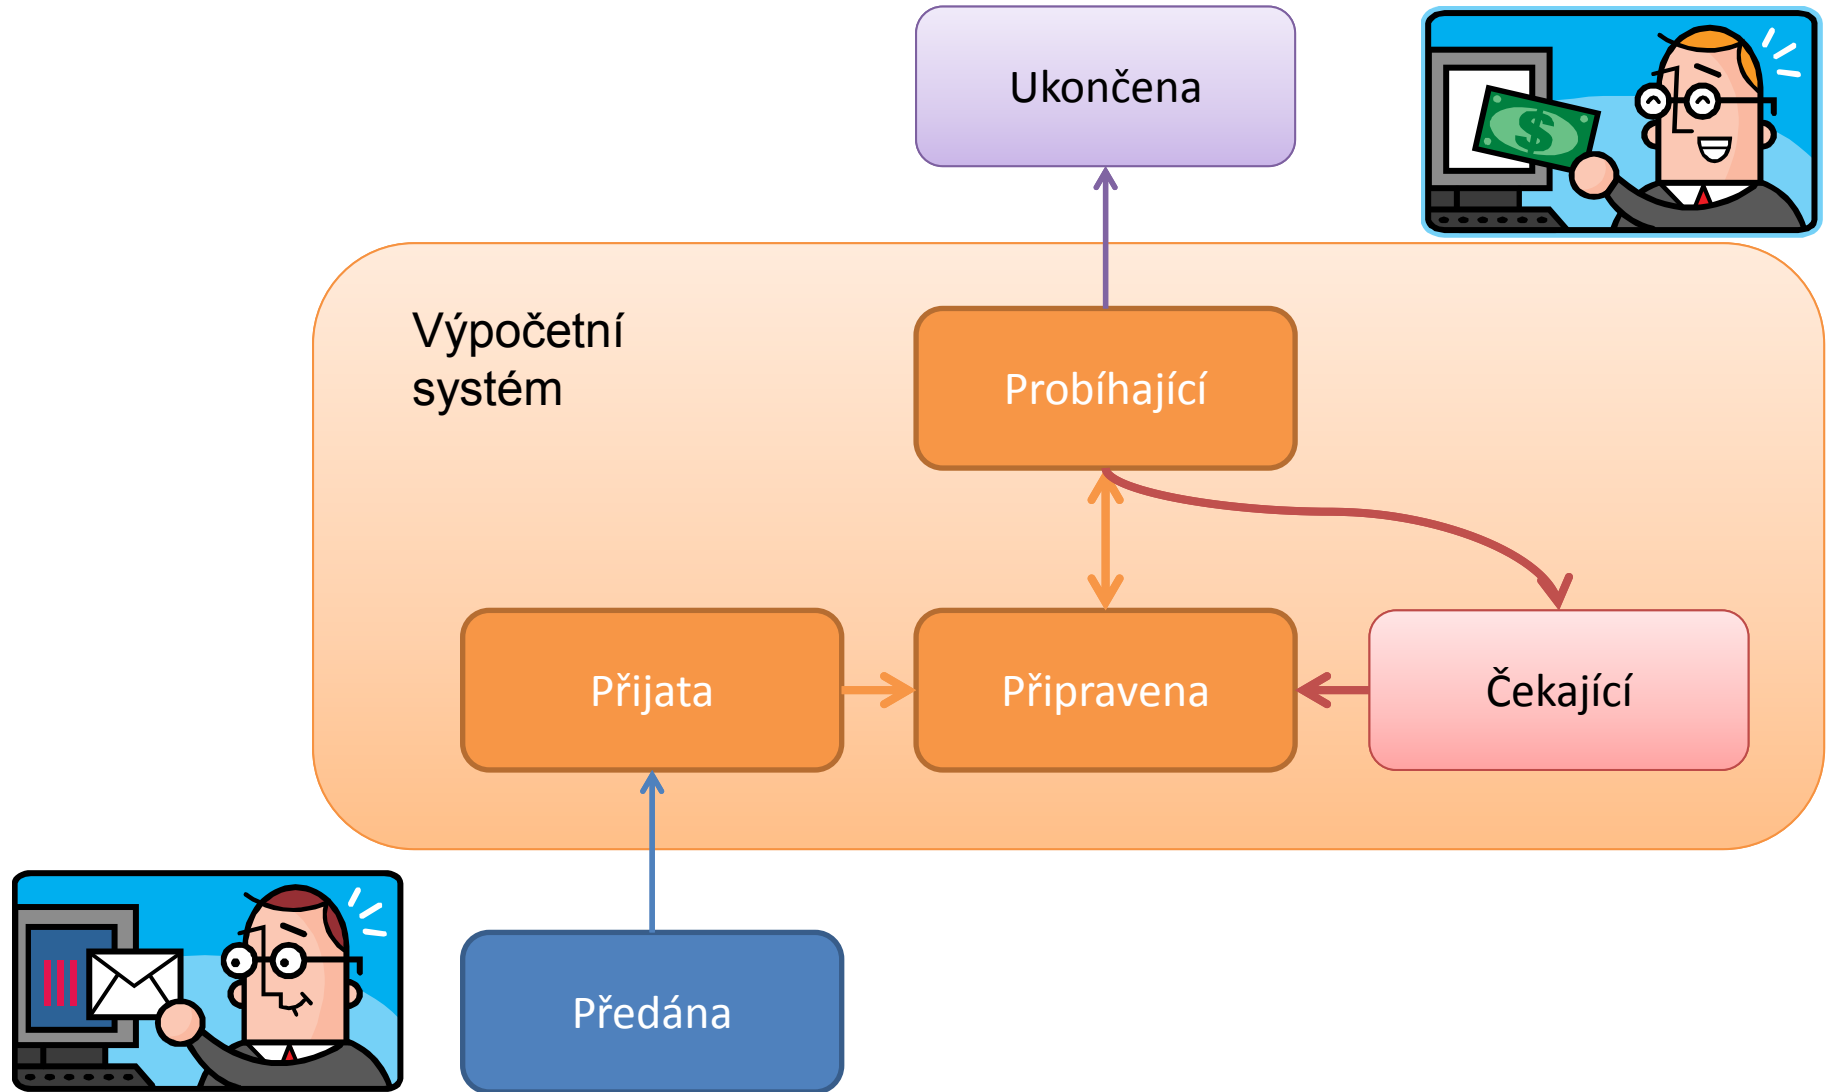 Ukončena
Výpočetní
systém
Probíhající
Přijata
Připravena
Čekající
Předána